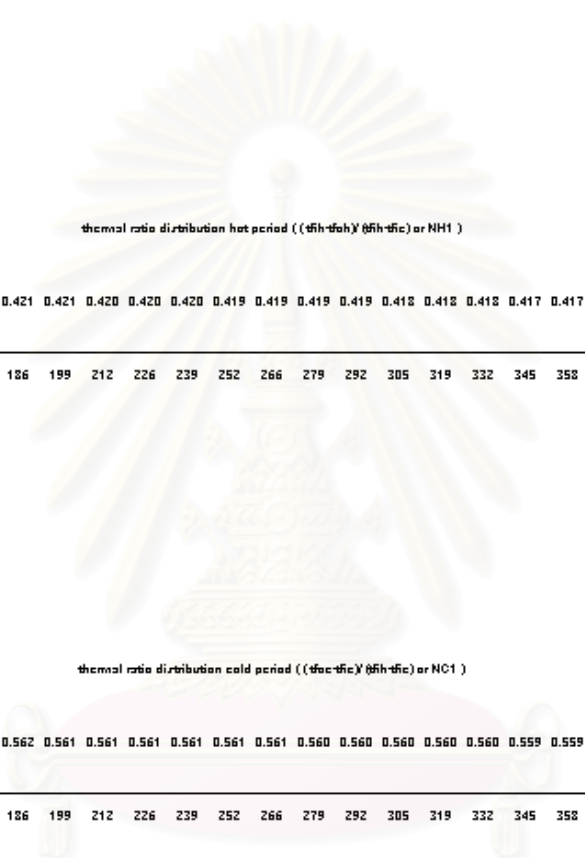 thermal ratio distribution hot period ( ( tfih-tfoh)/ (tfih-tfic) or NH1 )
0.421 0.421 0.420 0.420 0.420 0.419 0.419 0.419 0.419 0.418 0.418 0.418 0.417 0.417
186 199 212 226 239 252 266 279 292 305 319 332 345 358
thermal ratio distribution cold period ( ( tfoc-tfic)/ (tfih-tfic) or NC1 )
0.562 0.561 0.561 0.561 0.561 0.561 0.561 0.560 0.560 0.560 0.560 0.560 0.559 0.559
186 199 212 226 239 252 266 279 292 305 319 332 345 358